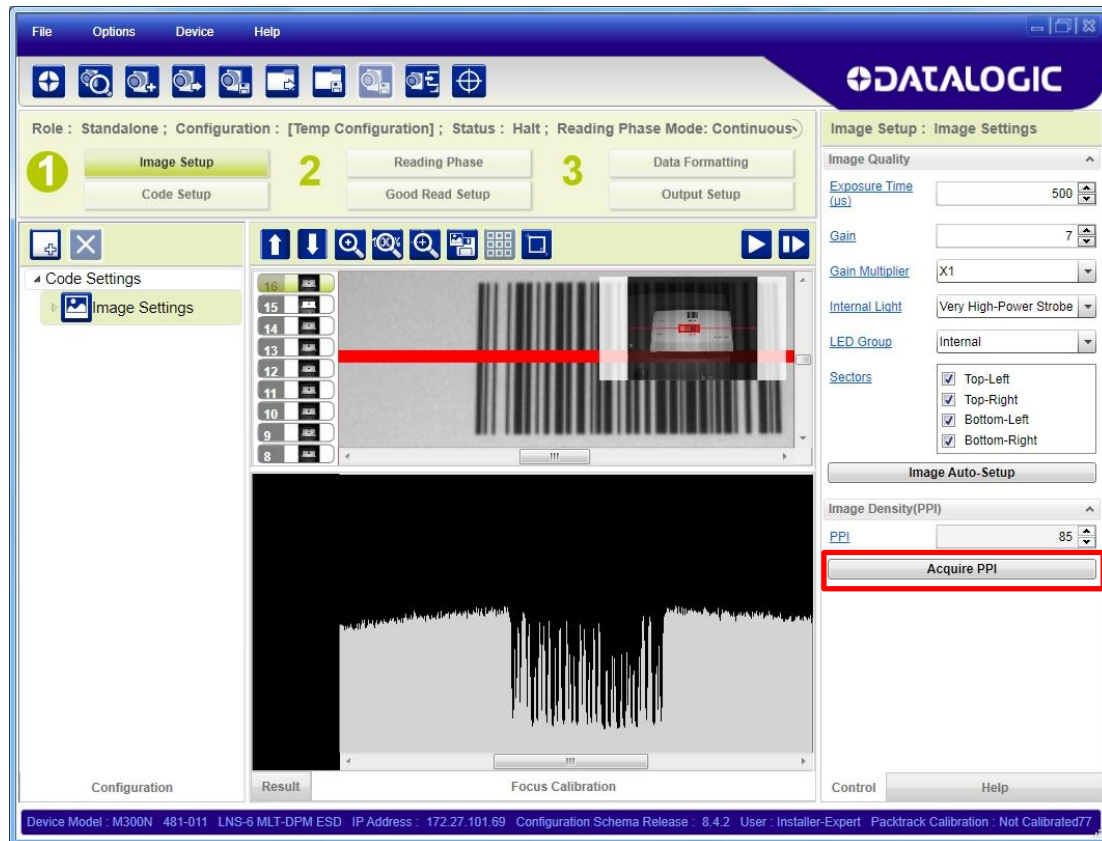 File Options Device Help
DATALOGIC
Role : Standalone ; Configuration : [Temp Configuration] ; Status : Halt ; Reading Phase Mode: Continuous
Image Setup : Image Settings
1 Image Setup 2 Reading Phase 3 Data Formatting
Code Setup Good Read Setup Output Setup
Image Quality
Exposure Time
(µs) 500
Gain 7
Gain Multiplier X1
Internal Light Very High-Power Strobe
LED Group Internal
Sectors Top-Left
Top-Right
Bottom-Left
Bottom-Right
Image Auto-Setup
Image Density(PPI)
PPI 85
Acquire PPI
100%
Code Settings
Image Settings
16
15
14
13
12
11
10
9
8
Configuration Result Focus Calibration Control Help
Device Model : M300N 481-011 LNS-6 MLT-DPM ESD IP Address : 172.27.101.69 Configuration Schema Release : 8.4.2 User : Installer-Expert Packtrack Calibration : Not Calibrated77